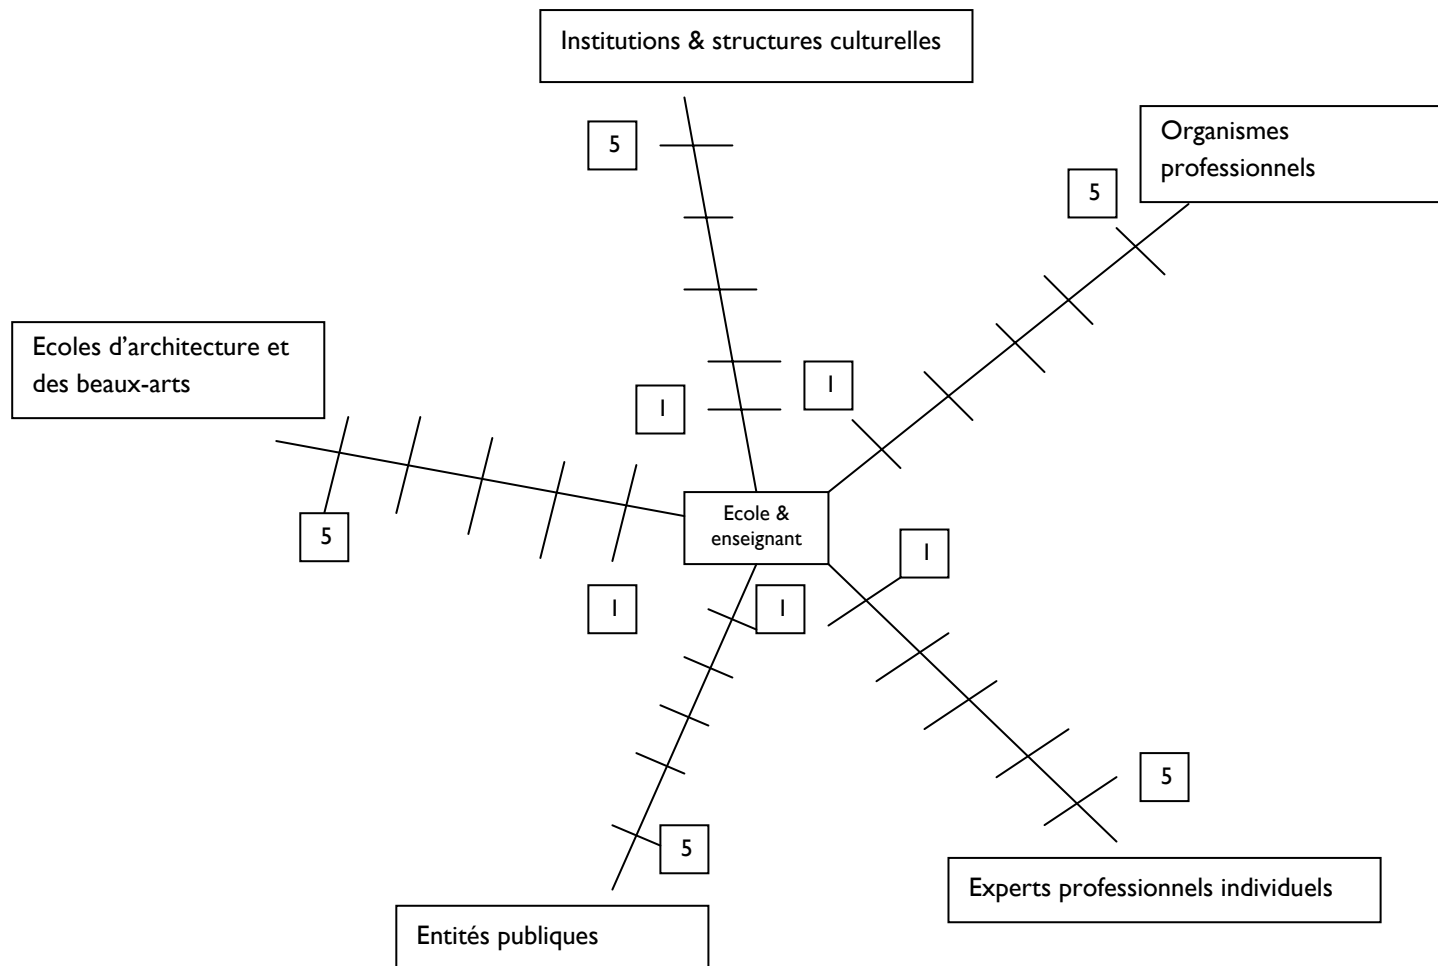 Institutions & structures culturelles
Organismes
professionnels
5
5
Ecoles d’architecture et
des beaux-arts
1
1
Ecole &
enseignant
5
1
1
1
5
5
Experts professionnels individuels
Entités publiques